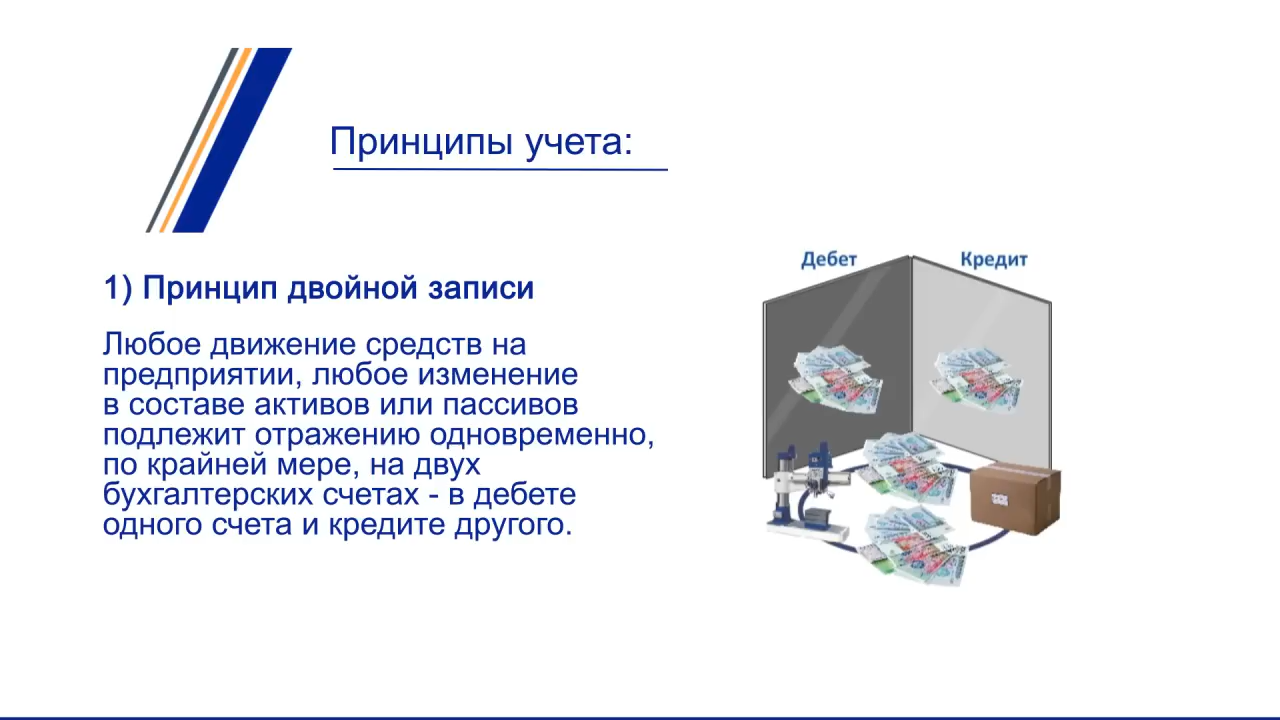 Принципы учета:
1) Принцип двойной записи
Любое движение средств на
предприятии, любое изменение
в составе активов или пассивов
подлежит отражению одновременно,
по крайней мере, на двух
бухгалтерских счетах - в дебете
одного счета и кредите другого.
Дебет
Кредит